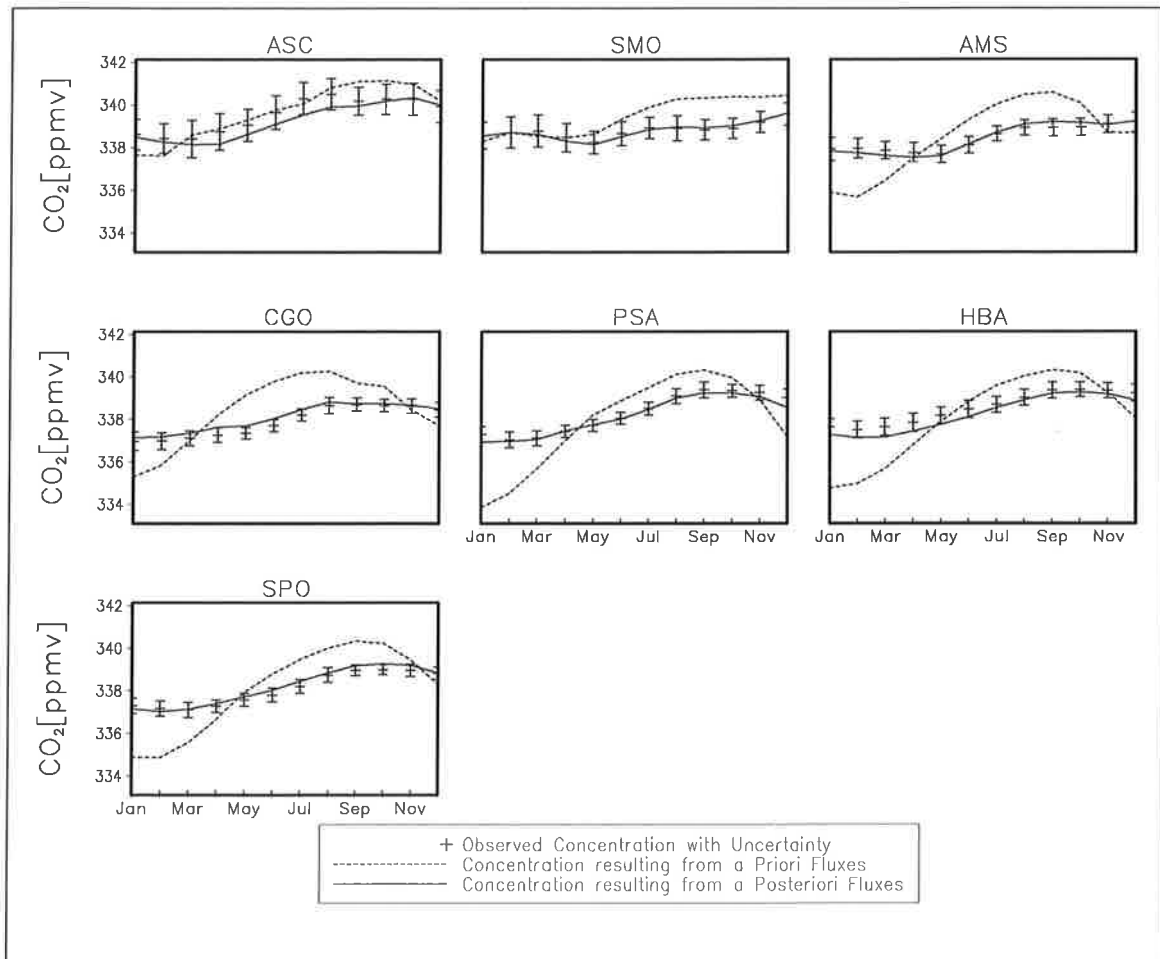 ASC SMO AMS
CO₂[ppmv]
342
340
338
336
334
CGO PSA HBA
CO₂[ppmv]
342
340
338
336
334
Jan Mar May Jul Sep Nov Jan Mar May Jul Sep Nov
SPO
CO₂[ppmv]
342
340
338
336
334
Jan Mar May Jul Sep Nov
Observed Concentration with Uncertainty
Concentration resulting from a Priori Fluxes
Concentration resulting from a Posteriori Fluxes